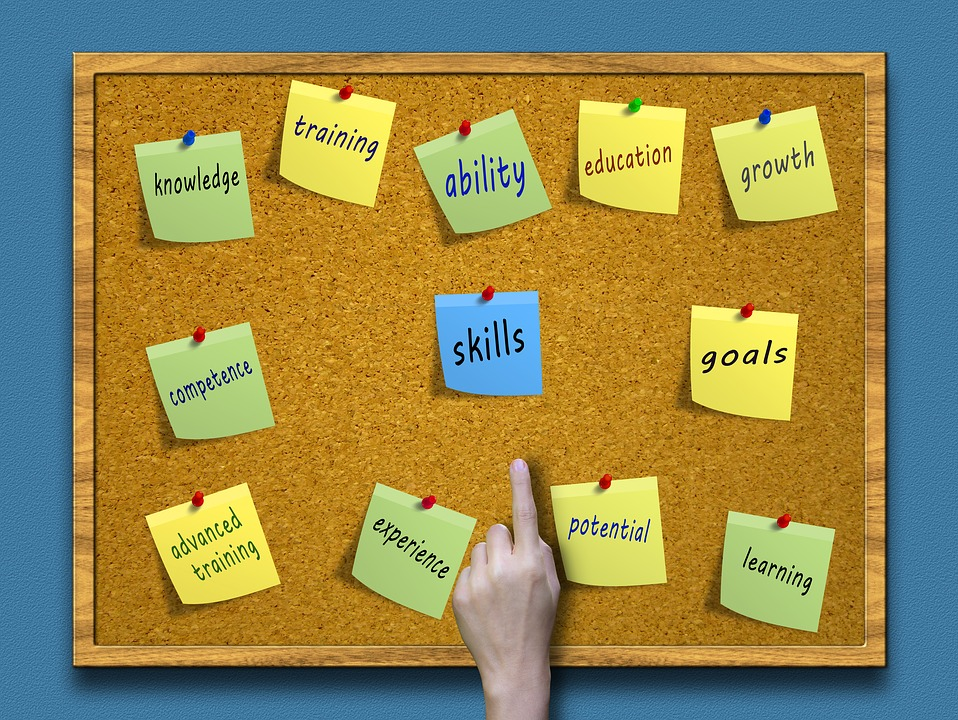 knowledge
training
ability
education
growth
competence
skills
goals
advanced
training
experience
potential
learning